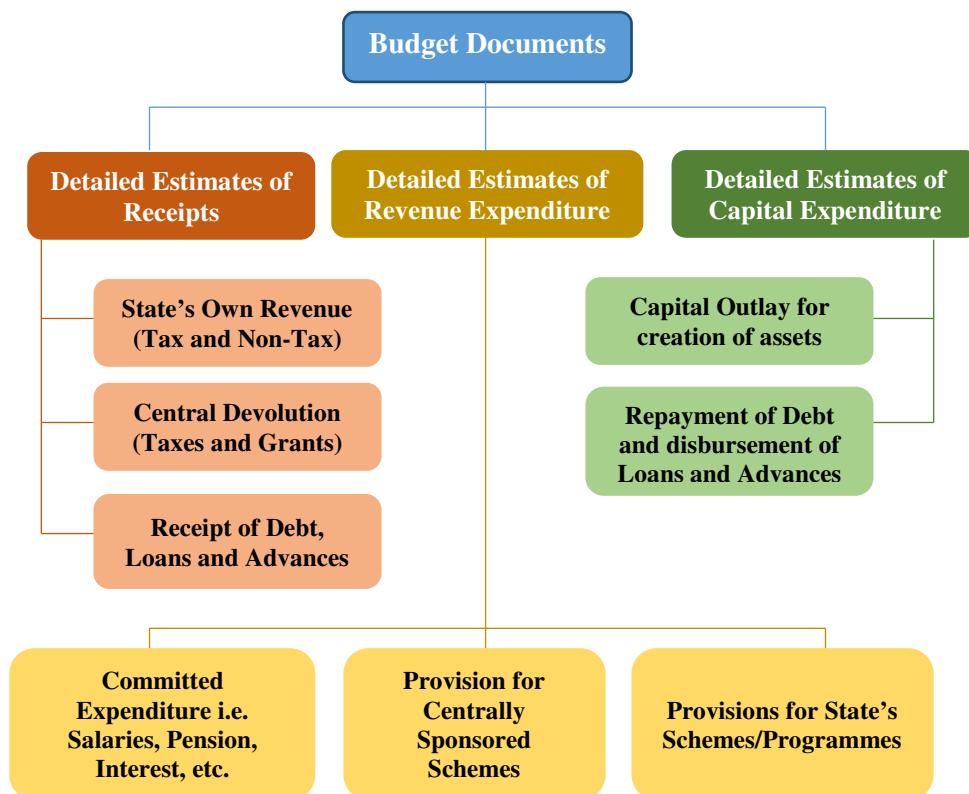 Budget Documents
Detailed Estimates of
Receipts
Detailed Estimates of
Revenue Expenditure
Detailed Estimates of
Capital Expenditure
State’s Own Revenue
(Tax and Non-Tax)
Central Devolution
(Taxes and Grants)
Receipt of Debt,
Loans and Advances
Capital Outlay for
creation of assets
Repayment of Debt
and disbursement of
Loans and Advances
Committed
Expenditure i.e.
Salaries, Pension,
Interest, etc.
Provision for
Centrally
Sponsored
Schemes
Provisions for State’s
Schemes/Programmes